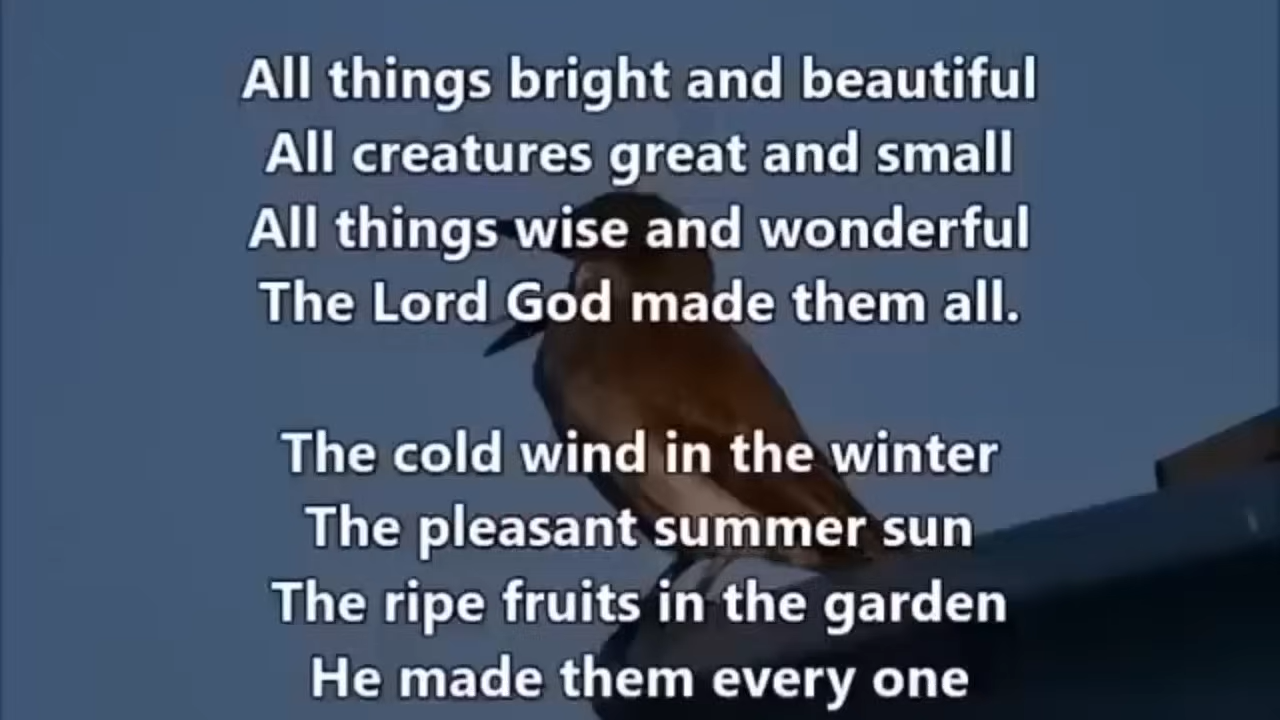 All things bright and beautiful
All creatures great and small
All things wise and wonderful
The Lord God made them all.
The cold wind in the winter
The pleasant summer sun
The ripe fruits in the garden
He made them every one